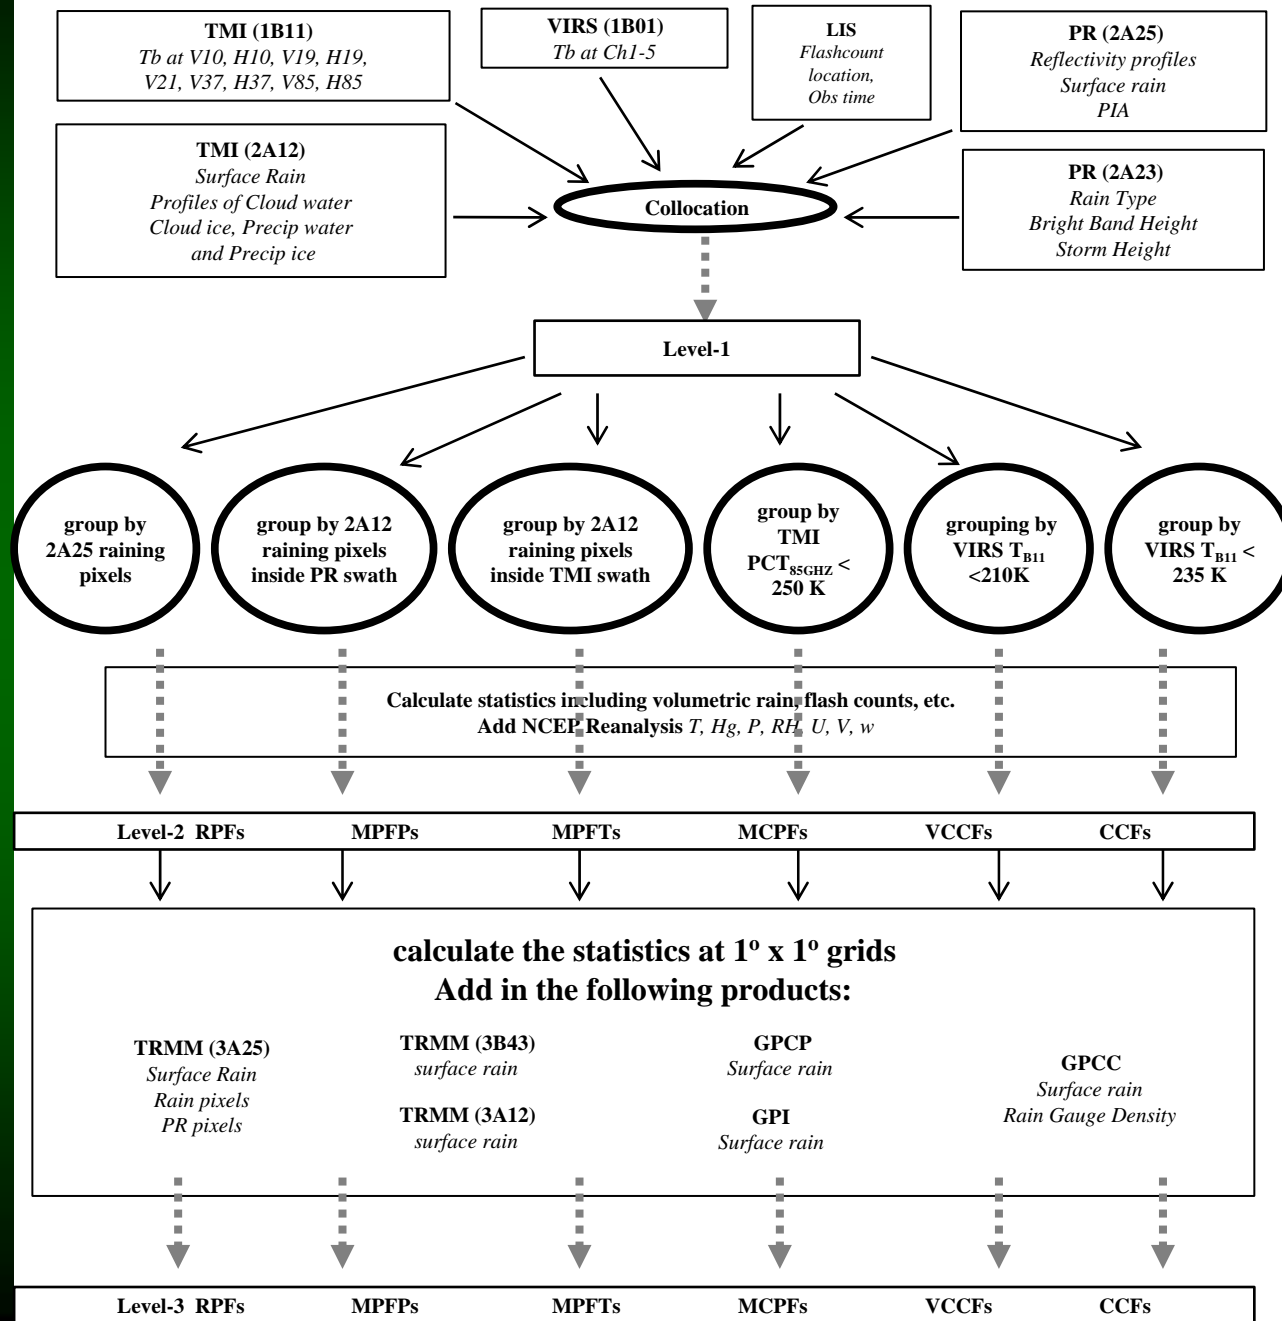 TMI (1B11)
Tb at V10, H10, V19, H19,
V21, V37, H37, V85, H85
VIRS (1B01)
Tb at Ch1-5
LIS
Flashcount
location,
Obs time
PR (2A25)
Reflectivity profiles
Surface rain
PIA
TMI (2A12)
Surface Rain
Profiles of Cloud water
Cloud ice, Precip water
and Precip ice
Collocation
PR (2A23)
Rain Type
Bright Band Height
Storm Height
Level-1
group by
2A25 raining
pixels
group by 2A12
raining pixels
inside PR swath
group by 2A12
raining pixels
inside TMI swath
group by
TMI
PCT85GHZ <
250 K
grouping by
VIRS TB11
<210K
group by
VIRS TB11 <
235 K
Calculate statistics including volumetric rain, flash counts, etc.
Add NCEP Reanalysis T, Hg, P, RH, U, V, w
Level-2 RPFs MPFPs MPFTs MCPFs VCCFs CCFs
calculate the statistics at 1º x 1º grids
Add in the following products:
TRMM (3A25)
Surface Rain
Rain pixels
PR pixels
TRMM (3B43)
surface rain
TRMM (3A12)
surface rain
GPCP
Surface rain
GPI
Surface rain
GPCC
Surface rain
Rain Gauge Density
Level-3 RPFs MPFPs MPFTs MCPFs VCCFs CCFs